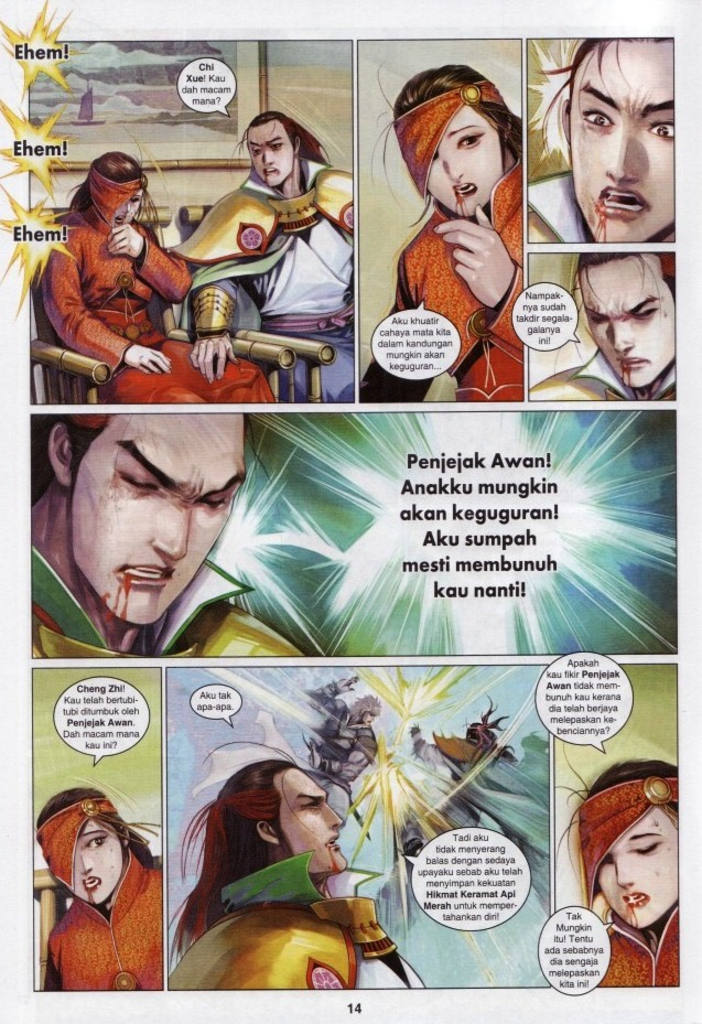 Ehem!
Ehem!
Ehem!
Chi
Xue! Kau
dah macam
mana?
Aku khuatir
cahaya mata kita
dalam kandungan
mungkin akan
keguguran...
Nampak-
nya sudah
takdir segala-
galanya
ini!
Penjejak Awan!
Anakku mungkin
akan keguguran!
Aku sumpah
mesti membunuh
kau nanti!
Cheng Zhi!
Kau telah bertubi-
tubi ditumbuk oleh
Penjejak Awan.
Dah macam mana
kau ini?
Aku tak
apa-apa.
Tadi aku
tidak menyerang
balas dengan sedaya
upayaku sebab aku telah
menyimpan kekuatan
Hikmat Keramat Api
Merah untuk memper-
tahankan diri!
Apakah
kau fikir Penjejak
Awan tidak mem-
bunuh kau kerana
dia telah berjaya
melepaskan ke-
benciannya?
Tak
Mungkin
itu! Tentu
ada sebabnya
dia sengaja
melepaskan
kita ini!
14